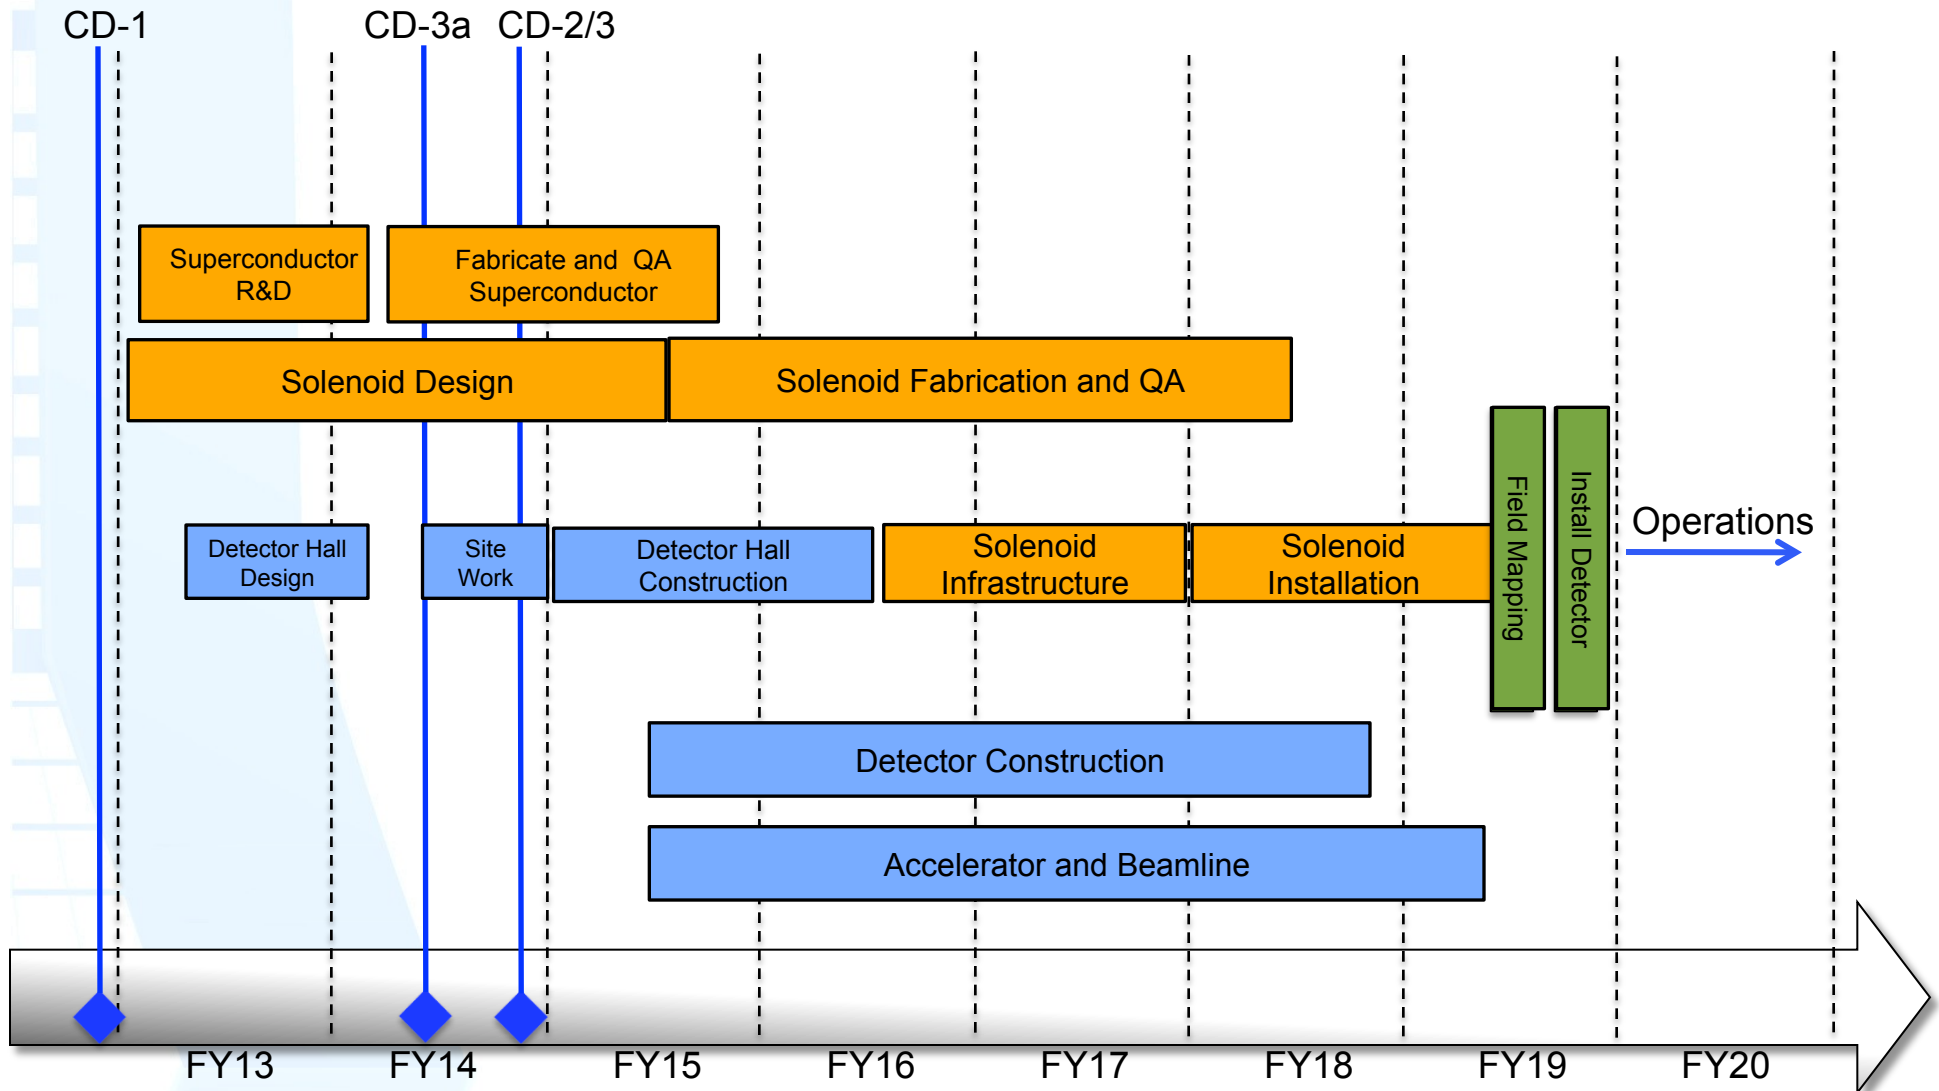 CD-1
CD-3a
CD-2/3
Superconductor
R&D
Fabricate and QA
Superconductor
Solenoid Design
Solenoid Fabrication and QA
Detector Hall
Design
Site
Work
Detector Hall
Construction
Solenoid
Infrastructure
Solenoid
Installation
Field Mapping
Install Detector
Operations
Detector Construction
Accelerator and Beamline
FY13
FY14
FY15
FY16
FY17
FY18
FY19
FY20